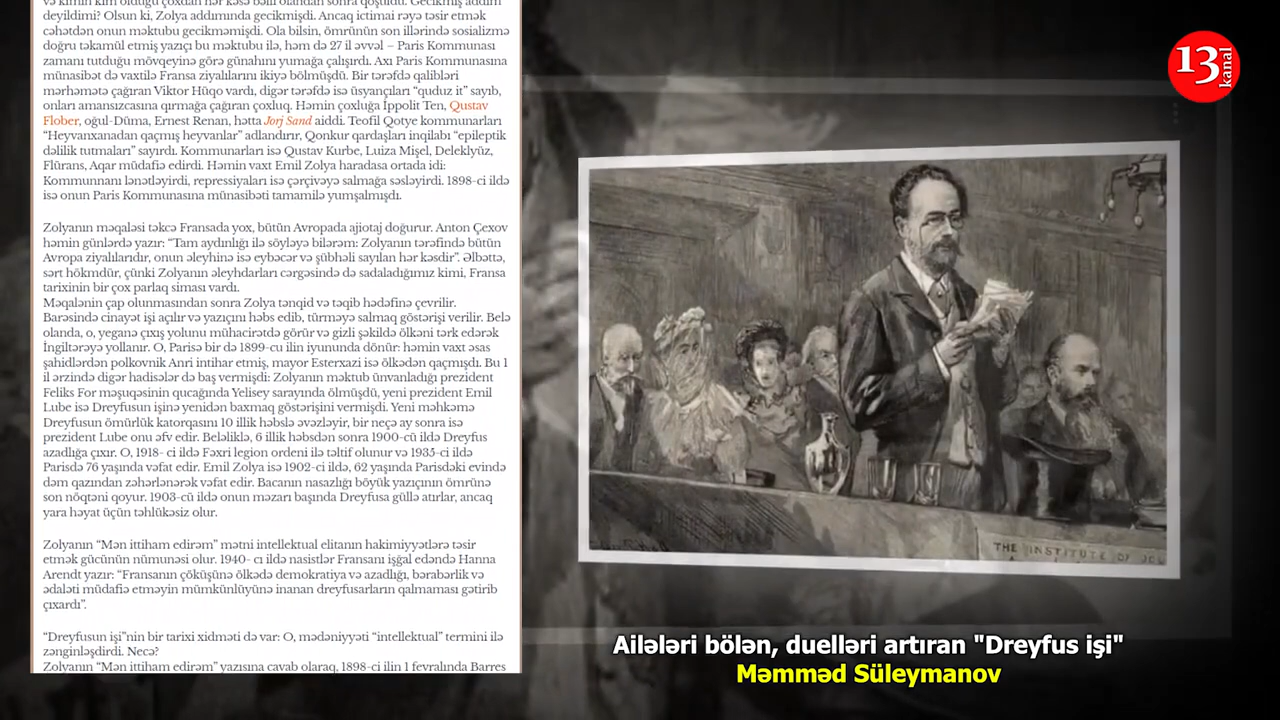 və kimin kim olduğu çoxdan hər kəsə bəlli olandan sonra qoşuldu. Gecikmiş addım
deyildimi? Olsun ki, Zolya addımında gecikmişdi. Ancaq ictimai rəyə təsir etmək
cəhətdən onun məktubu gecikməmişdi. Ola bilsin, ömrünün son illərində sosializmə
doğru təkamül etmiş yazıçı bu məktubu ilə, həm də 27 il əvvəl – Paris Kommunası
zamanı tutduğu mövqeyinə görə günahını yumağa çalışırdı. Axı Paris Kommunasına
münasibət də vaxtilə Fransa ziyalılarını ikiyə bölmüşdü. Bir tərəfdə qalibləri
mərhəmətə çağıran Viktor Hüqo vardı, digər tərəfdə isə üsyançıları “quduz it” sayıb,
onları amansızcasına qırmağa çağıran çoxluq. Həmin çoxluğa İppolit Ten, Qustav
Flober, oğul-Düma, Ernest Renan, hətta Jorj Sand aiddi. Teofil Qotye kommunarları
“Heyvanxanadan qaçmış heyvanlar” adlandırır, Qonkur qardaşları inqilabı “epileptik
dəlilik tutmaları” sayırdı. Kommunarları isə Qustav Kurbe, Luiza Mişel, Deleklyüz,
Flürans, Aqar müdafiə edirdi. Həmin vaxt Emil Zolya haradasa ortada idi:
Kommunnanı lənətləyirdi, repressiyaları isə çərçivəyə salmağa səsləyirdi. 1898-ci ildə
isə onun Paris Kommunasına münasibəti tamamilə yumşalmışdı.
Zolyanın məqaləsi təkcə Fransada yox, bütün Avropada ajiotaj doğurur. Anton Çexov
həmin günlərdə yazır: “Tam aydınlığı ilə söyləyə bilərəm: Zolyanın tərəfində bütün
Avropa ziyalılarıdır, onun əleyhinə isə eybəcər və şübhəli sayılan hər kəsdir”. Əlbəttə,
sərt hökmdür, çünki Zolyanın əleyhdarları cərgəsində də sadaladığımız kimi, Fransa
tarixinin bir çox parlaq siması vardı.
Məqalənin çap olunmasından sonra Zolya tənqid və təqib hədəfinə çevrilir.
Barəsində cinayət işi açılır və yazıçını həbs edib, türməyə salmaq göstərişi verilir. Belə
olanda, o, yeganə çıxış yolunu mühacirətdə görür və gizli şəkildə ölkəni tərk edərək
İngiltərəyə yollanır. O, Parisə bir də 1899-cu ilin iyununda dönür: həmin vaxt əsas
şahidlərdən polkovnik Anri intihar etmiş, mayor Esterxazi isə ölkədən qaçmışdı. Bu 1
il ərzində digər hadisələr də baş vermişdi: Zolyanın məktub ünvanladığı prezident
Feliks For məşuqəsinin qucağında Yelisey sarayında ölmüşdü, yeni prezident Emil
Lube isə Dreyfusun işinə yenidən baxmaq göstərişini vermişdi. Yeni məhkəmə
Dreyfusun ömürlük katorqasını 10 illik həbslə əvəzləyir, bir neçə ay sonra isə
prezident Lube onu əfv edir. Beləliklə, 6 illik həbsdən sonra 1900-cü ildə Dreyfus
azadlığa çıxır. O, 1918- ci ildə Fəxri legion ordeni ilə təltif olunur və 1935-ci ildə
Parisdə 76 yaşında vəfat edir. Emil Zolya isə 1902-ci ildə, 62 yaşında Parisdəki evində
dəm qazından zəhərlənərək vəfat edir. Bacanın nasazlığı böyük yazıçının ömrünə
son nöqtəni qoyur. 1903-cü ildə onun məzarı başında Dreyfusa güllə atırlar, ancaq
yara həyat üçün təhlükəsiz olur.
Zolyanın “Mən ittiham edirəm” mətni intellektual elitanın hakimiyyətlərə təsir
etmək gücünün nümunəsi olur. 1940- cı ildə nasistlər Fransanı işğal edəndə Hanna
Arendt yazır: “Fransanın çöküşünə ölkədə demokratiya və azadlığı, bərabərlik və
ədaləti müdafiə etməyin mümkünlüyünə inanan dreyfusarların qalmaması gətirib
çıxardı”.
“Dreyfusun işi”nin bir tarixi xidməti də var: O, mədəniyyəti “intellektual” termini ilə
zənginləşdirdi. Necə?
Zolyanın “Mən ittiham edirəm” yazısına cavab olaraq, 1898-ci ilin 1 fevralında Barres
13
kanal
THE INSTITUTE OF
Ailələri bölən, duelləri artıran "Dreyfus işi"
Məmməd Süleymanov